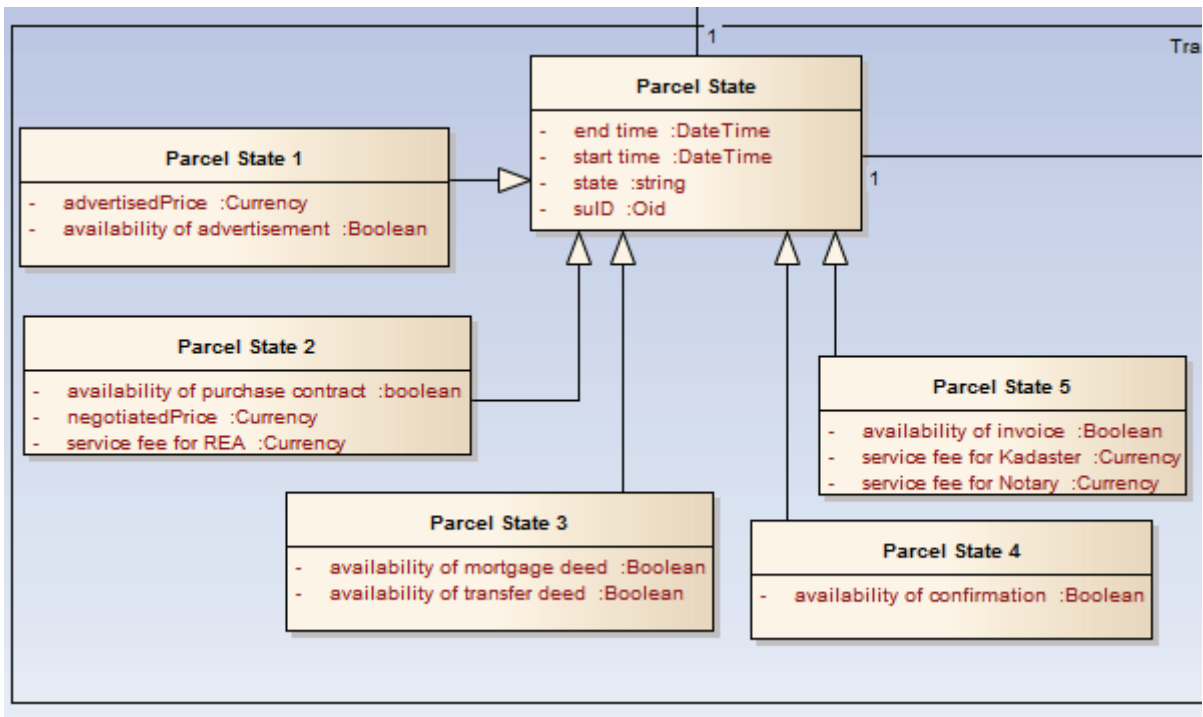 1
Tra
Parcel State
- end time :DateTime
- start time :DateTime
- state :string
- suID :Oid
1
Parcel State 1
- advertisedPrice :Currency
- availability of advertisement :Boolean
Parcel State 2
- availability of purchase contract :boolean
- negotiatedPrice :Currency
- service fee for REA :Currency
Parcel State 5
- availability of invoice :Boolean
- service fee for Kadaster :Currency
- service fee for Notary :Currency
Parcel State 3
- availability of mortgage deed :Boolean
- availability of transfer deed :Boolean
Parcel State 4
- availability of confirmation :Boolean